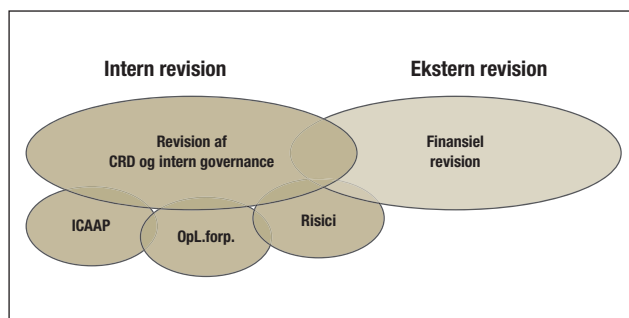 Intern revision
Ekstern revision
Revision af
CRD og intern governance
Finansiel
revision
ICAAP
OpL.forp.
Risici